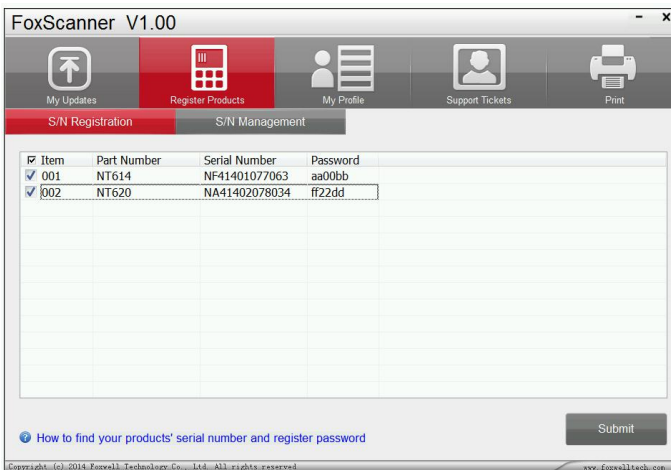 FoxScanner V1.00
My Updates Register Products My Profile Support Tickets Print
S/N Registration S/N Management
Item Part Number Serial Number Password
001 NT614 NF41401077063 aa00bb
002 NT620 NA41402078034 ff22dd
How to find your products' serial number and register password
Submit
Copyright (c) 2014 Foxwell Technology Co., Ltd. All rights reserved www.foxwelltech.com